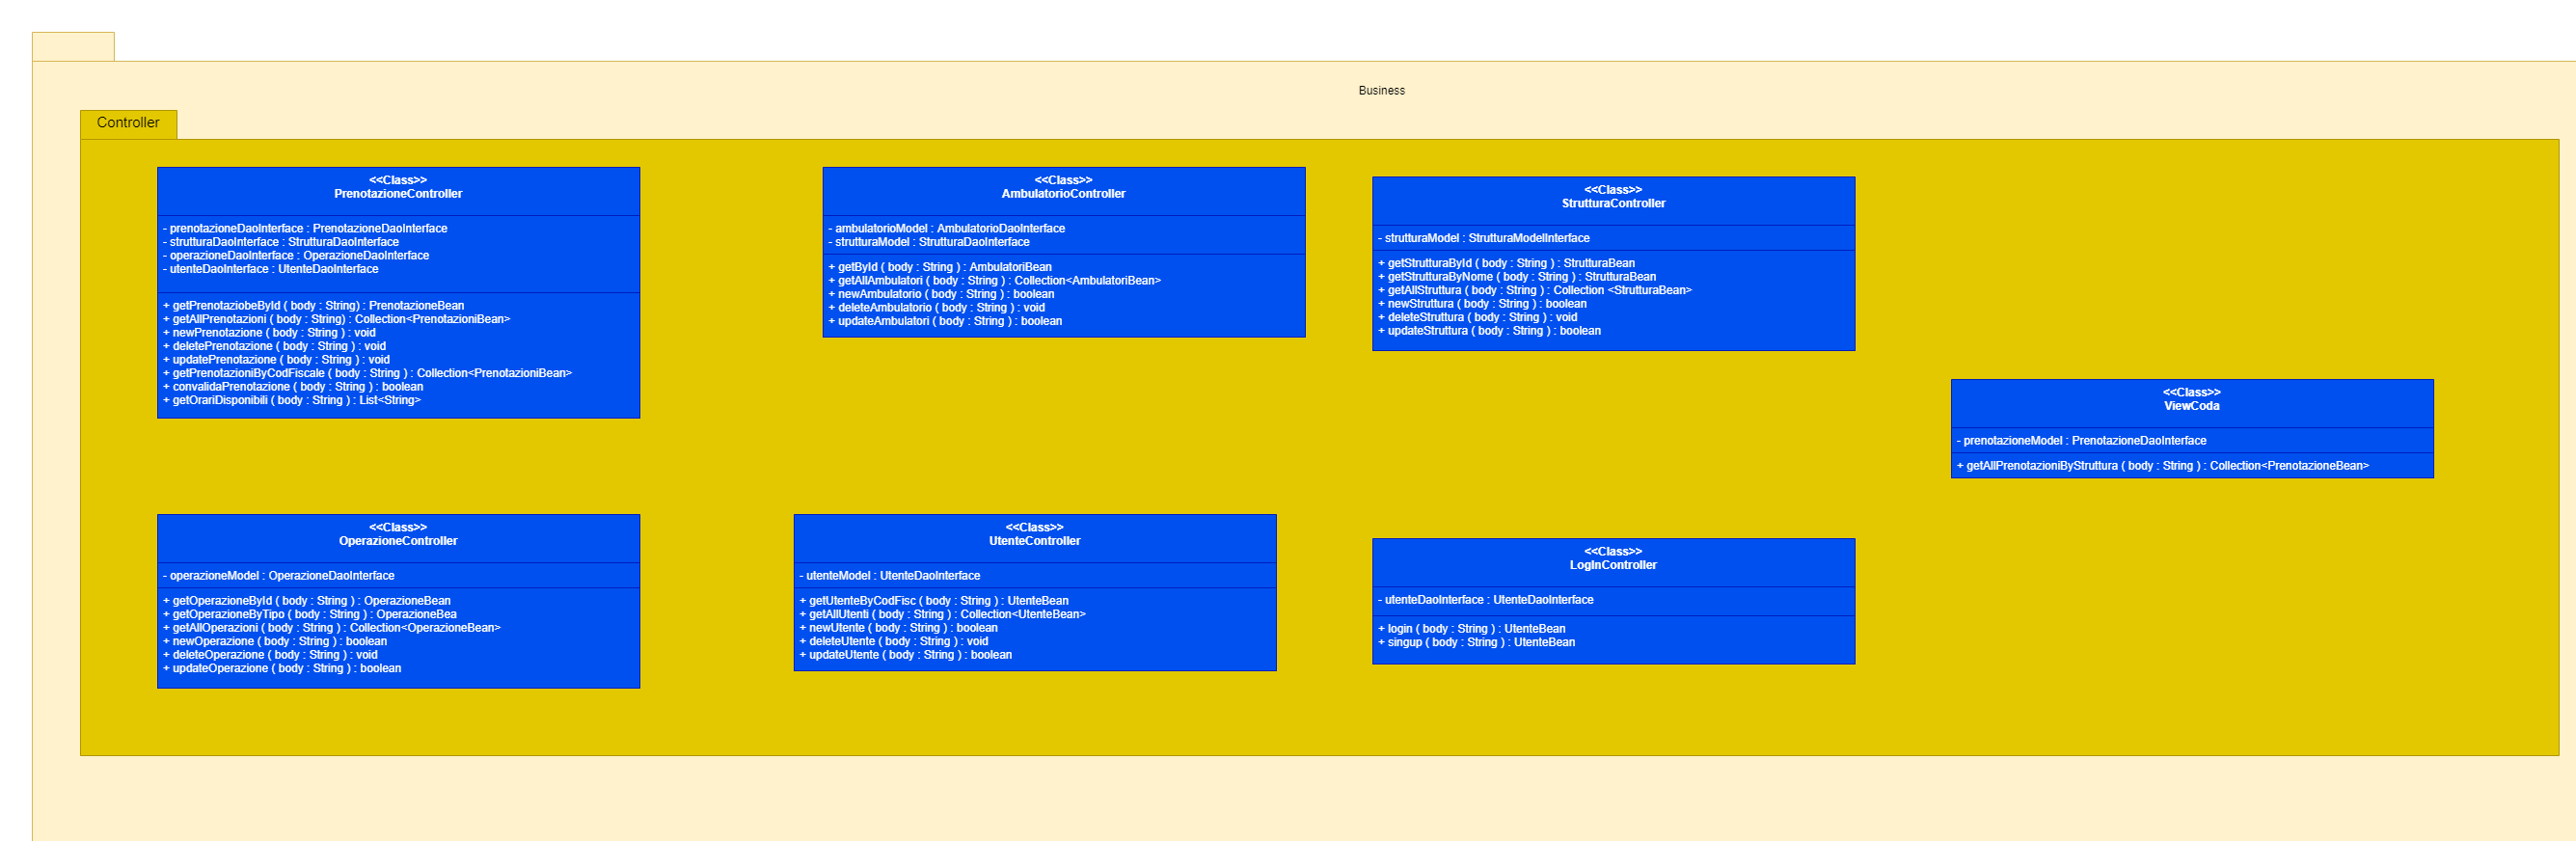 Business
Controller
<<Class>>
PrenotazioneController
- prenotazioneDaoInterface : PrenotazioneDaoInterface
- strutturaDaoInterface : StrutturaDaoInterface
- operazioneDaoInterface : OperazioneDaoInterface
- utenteDaoInterface : UtenteDaoInterface
+ getPrenotaziobeById ( body : String) : PrenotazioneBean
+ getAllPrenotazioni ( body : String) : Collection<PrenotazioniBean>
+ newPrenotazione ( body : String ) : void
+ deletePrenotazione ( body : String ) : void
+ updatePrenotazione ( body : String ) : void
+ getPrenotazioniByCodFiscale ( body : String ) : Collection<PrenotazioniBean>
+ convalidaPrenotazione ( body : String ) : boolean
+ getOrariDisponibili ( body : String ) : List<String>
<<Class>>
AmbulatorioController
- ambulatorioModel : AmbulatorioDaoInterface
- strutturaModel : StrutturaDaoInterface
+ getById ( body : String ) : AmbulatoriBean
+ getAllAmbulatori ( body : String ) : Collection<AmbulatoriBean>
+ newAmbulatorio ( body : String ) : boolean
+ deleteAmbulatorio ( body : String ) : void
+ updateAmbulatori ( body : String ) : boolean
<<Class>>
StrutturaController
- strutturaModel : StrutturaModelInterface
+ getStrutturaById ( body : String ) : StrutturaBean
+ getStrutturaByNome ( body : String ) : StrutturaBean
+ getAllStruttura ( body : String ) : Collection <StrutturaBean>
+ newStruttura ( body : String ) : boolean
+ deleteStruttura ( body : String ) : void
+ updateStruttura ( body : String ) : boolean
<<Class>>
ViewCoda
- prenotazioneModel : PrenotazioneDaoInterface
+ getAllPrenotazioniByStruttura ( body : String ) : Collection<PrenotazioneBean>
<<Class>>
OperazioneController
- operazioneModel : OperazioneDaoInterface
+ getOperazioneById ( body : String ) : OperazioneBean
+ getOperazioneByTipo ( body : String ) : OperazioneBea
+ getAllOperazioni ( body : String ) : Collection<OperazioneBean>
+ newOperazione ( body : String ) : boolean
+ deleteOperazione ( body : String ) : void
+ updateOperazione ( body : String ) : boolean
<<Class>>
UtenteController
- utenteModel : UtenteDaoInterface
+ getUtenteByCodFisc ( body : String ) : UtenteBean
+ getAllUtenti ( body : String ) : Collection<UtenteBean>
+ newUtente ( body : String ) : boolean
+ deleteUtente ( body : String ) : void
+ updateUtente ( body : String ) : boolean
<<Class>>
LogInController
- utenteDaoInterface : UtenteDaoInterface
+ login ( body : String ) : UtenteBean
+ singup ( body : String ) : UtenteBean